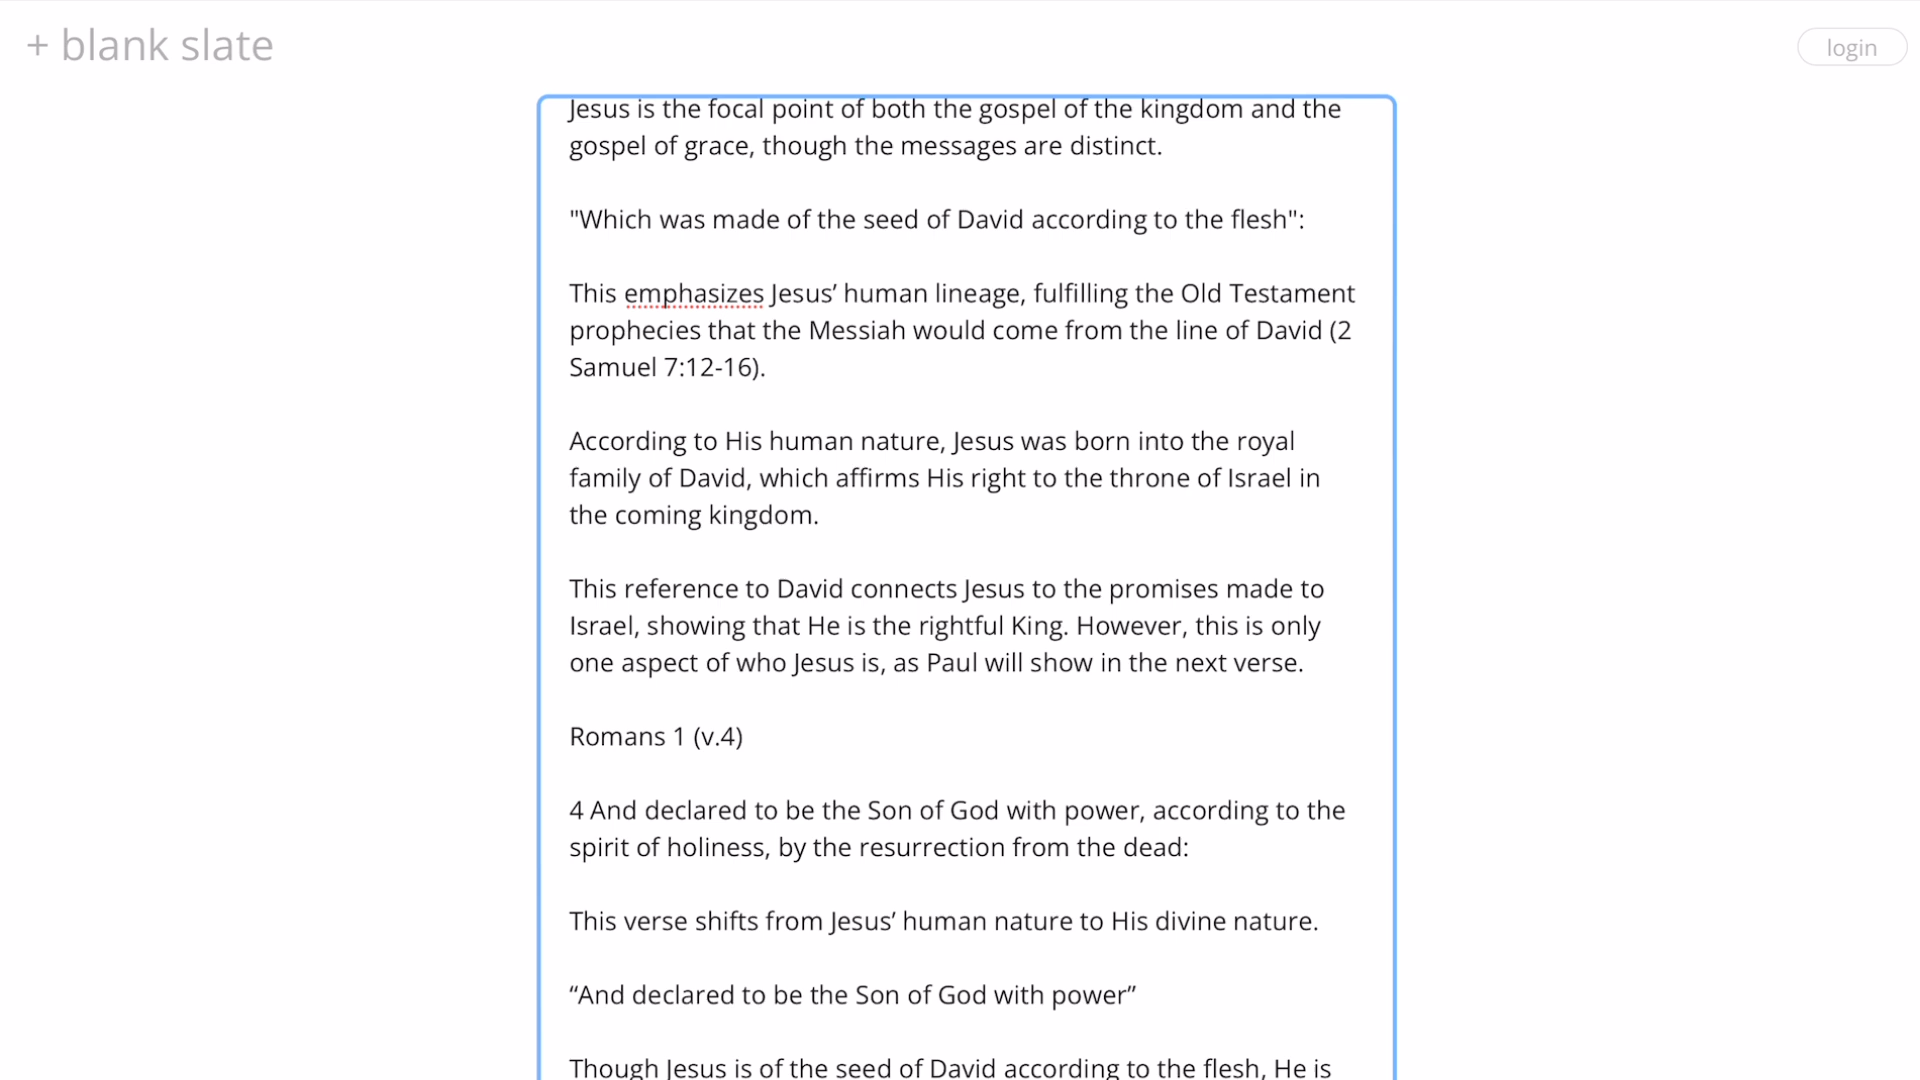 + blank slate
login
Jesus is the focal point of both the gospel of the kingdom and the
gospel of grace, though the messages are distinct.
"Which was made of the seed of David according to the flesh":
This emphasizes Jesus’ human lineage, fulfilling the Old Testament
prophecies that the Messiah would come from the line of David (2
Samuel 7:12-16).
According to His human nature, Jesus was born into the royal
family of David, which affirms His right to the throne of Israel in
the coming kingdom.
This reference to David connects Jesus to the promises made to
Israel, showing that He is the rightful King. However, this is only
one aspect of who Jesus is, as Paul will show in the next verse.
Romans 1 (v.4)
4 And declared to be the Son of God with power, according to the
spirit of holiness, by the resurrection from the dead:
This verse shifts from Jesus’ human nature to His divine nature.
“And declared to be the Son of God with power”
Though Jesus is of the seed of David according to the flesh, He is